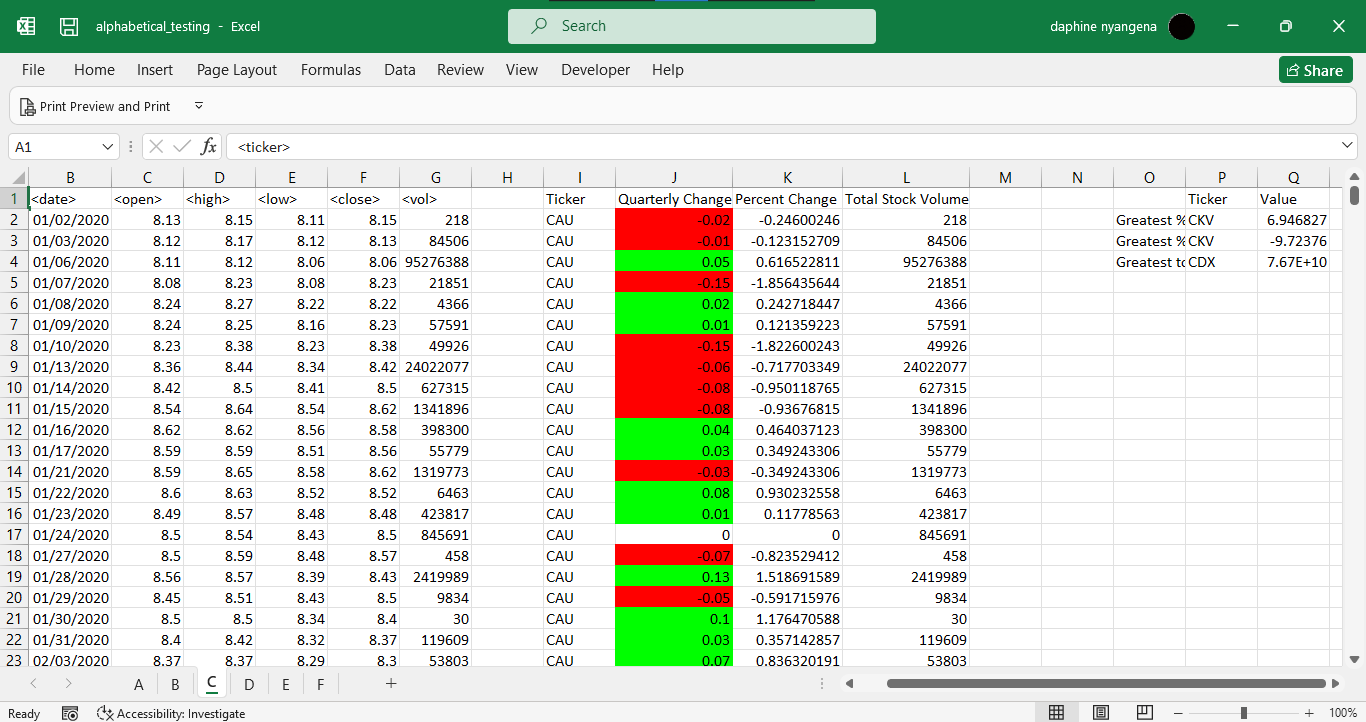 alphabetical_testing - Excel Search daphine nyangena
File Home Insert Page Layout Formulas Data Review View Developer Help Share
Print Preview and Print
A1 fx <ticker>
B C D E F G H I J K L M N O P Q
1 <date> <open> <high> <low> <close> <vol> Ticker Quarterly Change Percent Change Total Stock Volume Ticker Value
2 01/02/2020 8.13 8.15 8.11 8.15 218 CAU -0.02 -0.24600246 218 Greatest % CKV 6.946827
3 01/03/2020 8.12 8.17 8.12 8.13 84506 CAU -0.01 -0.123152709 84506 Greatest % CKV -9.72376
4 01/06/2020 8.11 8.12 8.06 8.06 95276388 CAU 0.05 0.616522811 95276388 Greatest to CDX 7.67E+10
5 01/07/2020 8.08 8.23 8.08 8.23 21851 CAU -0.15 -1.856435644 21851
6 01/08/2020 8.24 8.27 8.22 8.22 4366 CAU 0.02 0.242718447 4366
7 01/09/2020 8.24 8.25 8.16 8.23 57591 CAU 0.01 0.121359223 57591
8 01/10/2020 8.23 8.38 8.23 8.38 49926 CAU -0.15 -1.822600243 49926
9 01/13/2020 8.36 8.44 8.34 8.42 24022077 CAU -0.06 -0.717703349 24022077
10 01/14/2020 8.42 8.5 8.41 8.5 627315 CAU -0.08 -0.950118765 627315
11 01/15/2020 8.54 8.64 8.54 8.62 1341896 CAU -0.08 -0.93676815 1341896
12 01/16/2020 8.62 8.62 8.56 8.58 398300 CAU 0.04 0.464037123 398300
13 01/17/2020 8.59 8.59 8.51 8.56 55779 CAU 0.03 0.349243306 55779
14 01/21/2020 8.59 8.65 8.58 8.62 1319773 CAU -0.03 -0.349243306 1319773
15 01/22/2020 8.6 8.63 8.52 8.52 6463 CAU 0.08 0.930232558 6463
16 01/23/2020 8.49 8.57 8.48 8.48 423817 CAU 0.01 0.11778563 423817
17 01/24/2020 8.5 8.54 8.43 8.5 845691 CAU 0 0 845691
18 01/27/2020 8.5 8.59 8.48 8.57 458 CAU -0.07 -0.823529412 458
19 01/28/2020 8.56 8.57 8.39 8.43 2419989 CAU 0.13 1.518691589 2419989
20 01/29/2020 8.45 8.51 8.43 8.5 9834 CAU -0.05 -0.591715976 9834
21 01/30/2020 8.5 8.5 8.34 8.4 30 CAU 0.1 1.176470588 30
22 01/31/2020 8.4 8.42 8.32 8.37 119609 CAU 0.03 0.357142857 119609
23 02/03/2020 8.37 8.37 8.29 8.3 53803 CAU 0.07 0.836320191 53803
A B C D E F +
Ready Accessibility: Investigate 100%